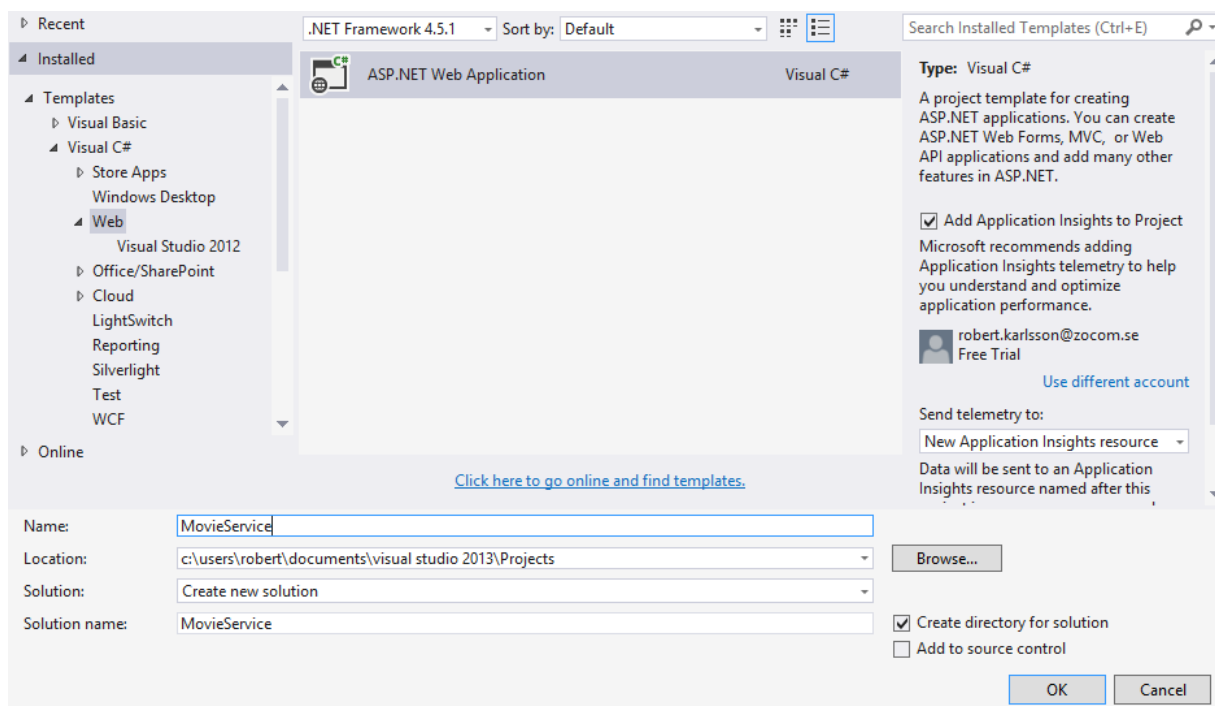 Recent
.NET Framework 4.5.1 Sort by: Default
Search Installed Templates (Ctrl+E)
Installed
Templates
Visual Basic
Visual C#
Store Apps
Windows Desktop
Web
Visual Studio 2012
Office/SharePoint
Cloud
LightSwitch
Reporting
Silverlight
Test
WCF
Online
C#
ASP.NET Web Application Visual C#
Click here to go online and find templates.
Type: Visual C#
A project template for creating
ASP.NET applications. You can create
ASP.NET Web Forms, MVC, or Web
API applications and add many other
features in ASP.NET.
Add Application Insights to Project
Microsoft recommends adding
Application Insights telemetry to help
you understand and optimize
application performance.
robert.karlsson@zocom.se
Free Trial
Use different account
Send telemetry to:
New Application Insights resource
Data will be sent to an Application
Insights resource named after this
Name: MovieService
Location: c:\users\robert\documents\visual studio 2013\Projects Browse...
Solution: Create new solution
Solution name: MovieService
Create directory for solution
Add to source control
OK Cancel